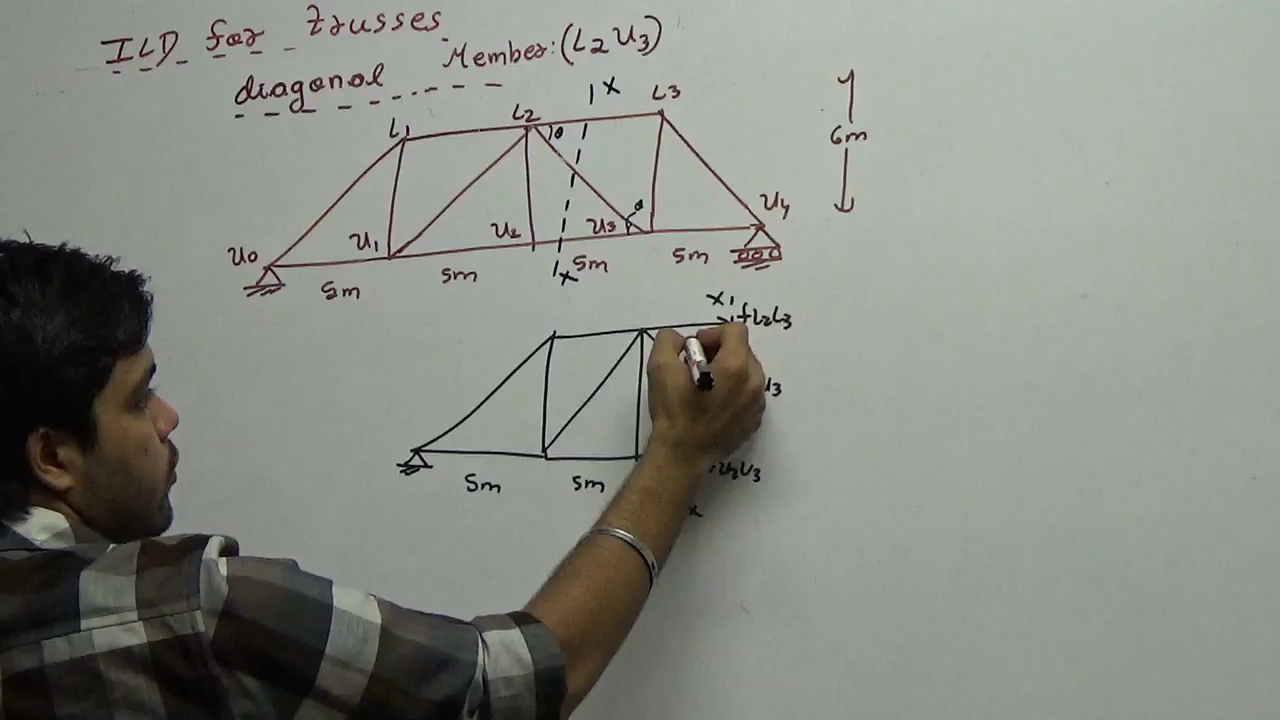 ILD for trusses
diagonal Member: (L2U3)
X
L1 L2 L3
θ
6m
U0 U1 U2 U3 θ U4
5m 5m 5m 5m
x
x
fL2L3
U3
5m 5m U2U3
x